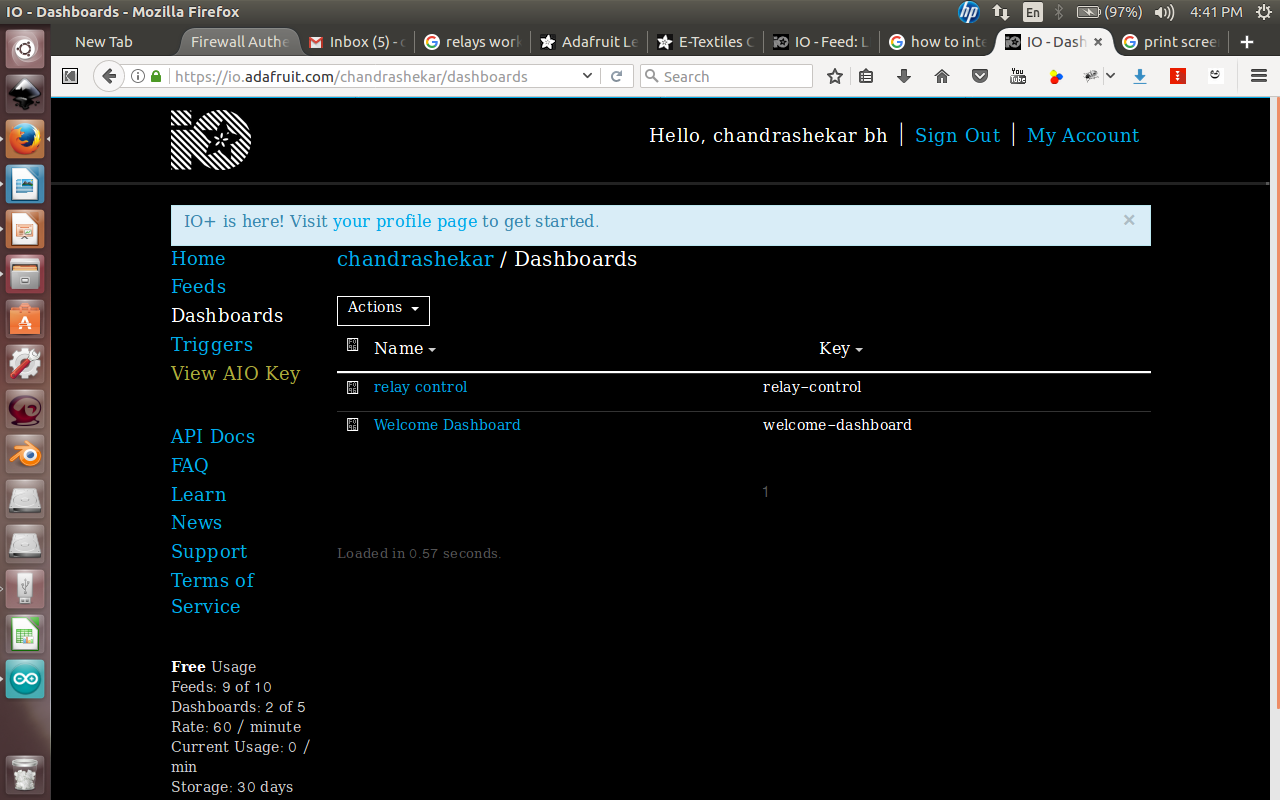 IO - Dashboards - Mozilla Firefox
hp
En
(97%)
4:41 PM
New Tab
Firewall Authe
Inbox (5) - c
relays work
Adafruit Le
E-Textiles C
IO - Feed: L
how to inte
IO - Dash
print screen
https://io.adafruit.com/chandrashekar/dashboards
Search
You Tube
iO
Hello, chandrashekar bh | Sign Out | My Account
IO+ is here! Visit your profile page to get started. ×
Home
Feeds
Dashboards
Triggers
View AIO Key
API Docs
FAQ
Learn
News
Support
Terms of
Service
Free Usage
Feeds: 9 of 10
Dashboards: 2 of 5
Rate: 60 / minute
Current Usage: 0 /
min
Storage: 30 days
chandrashekar / Dashboards
Actions
Name Key
relay control relay-control
Welcome Dashboard welcome-dashboard
1
Loaded in 0.57 seconds.